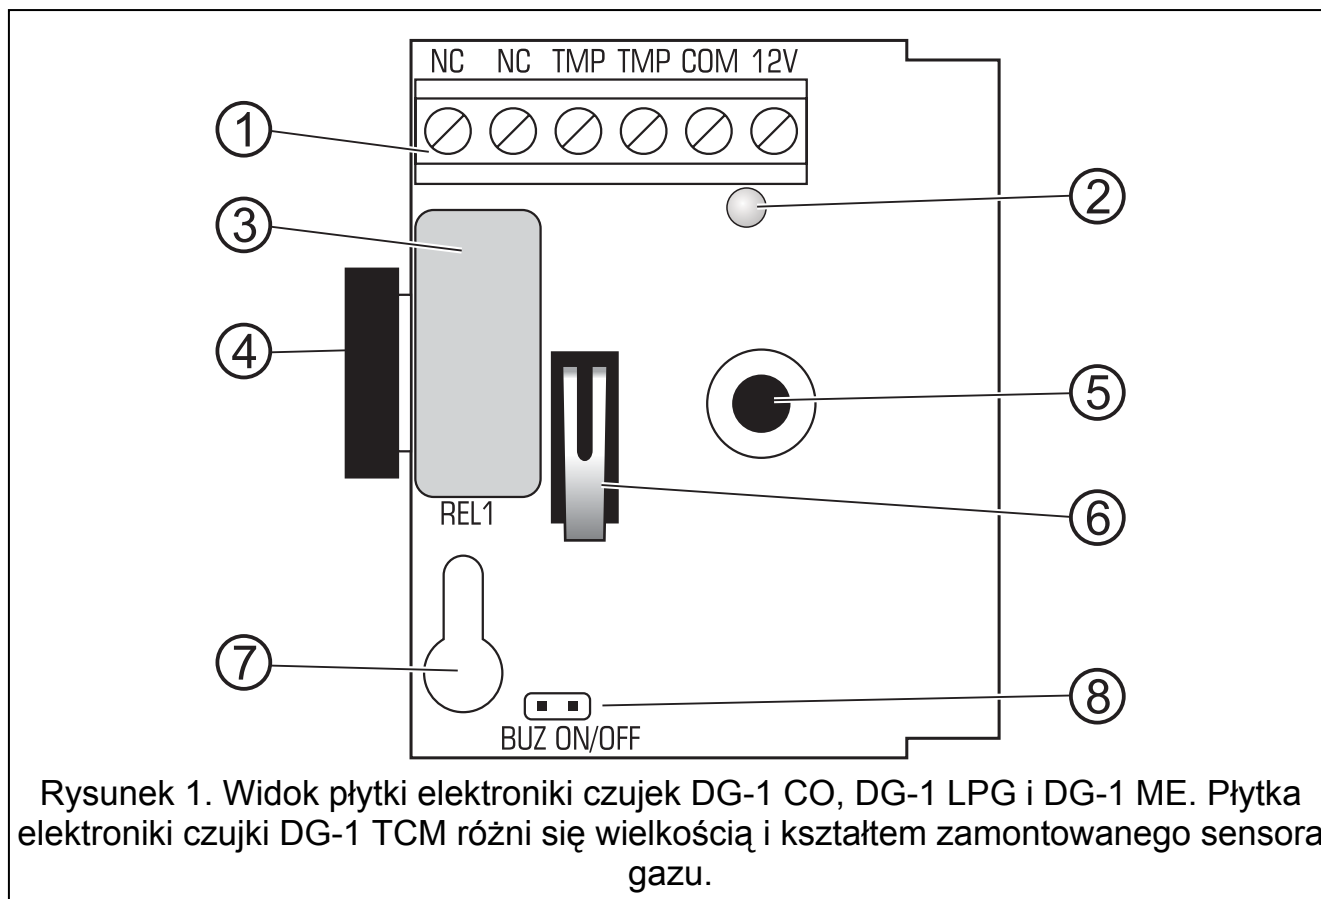 NC NC TMP TMP COM 12V
1
2
3
4
5
REL1
6
7
8
BUZ ON/OFF
Rysunek 1. Widok płytki elektroniki czujek DG-1 CO, DG-1 LPG i DG-1 ME. Płytka
elektroniki czujki DG-1 TCM różni się wielkością i kształtem zamontowanego sensora
gazu.